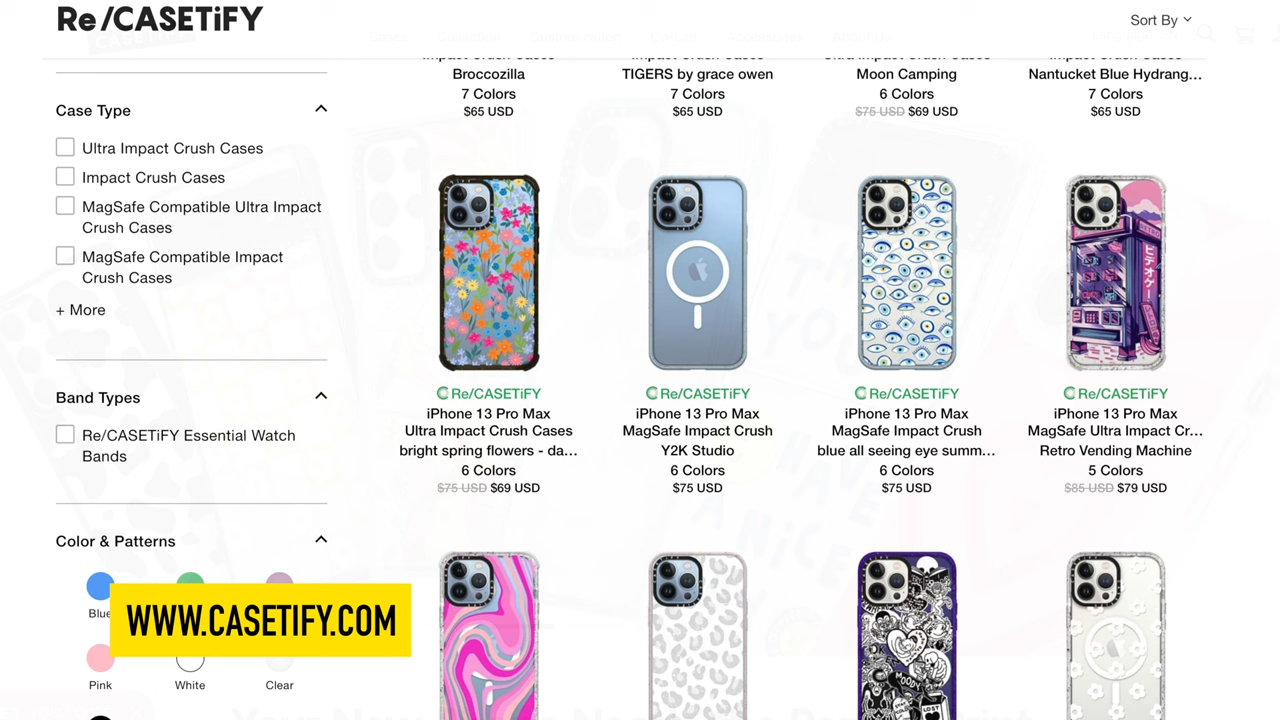 Re/CASETiFY
Sort By
Broccozilla
TIGERS by grace owen
Moon Camping
Nantucket Blue Hydrang...
7 Colors
7 Colors
6 Colors
7 Colors
$65 USD
$65 USD
$75 USD $69 USD
$65 USD
Case Type
Ultra Impact Crush Cases
Impact Crush Cases
MagSafe Compatible Ultra Impact
Crush Cases
MagSafe Compatible Impact
Crush Cases
+ More
Band Types
Re/CASETiFY Essential Watch
Bands
Color & Patterns
Blue
Pink
White
Clear
Re/CASETiFY
iPhone 13 Pro Max
Ultra Impact Crush Cases
bright spring flowers - da...
6 Colors
$75 USD $69 USD
Re/CASETiFY
iPhone 13 Pro Max
MagSafe Impact Crush
Y2K Studio
6 Colors
$75 USD
Re/CASETiFY
iPhone 13 Pro Max
MagSafe Impact Crush
blue all seeing eye summ...
6 Colors
$75 USD
Re/CASETiFY
iPhone 13 Pro Max
MagSafe Ultra Impact Cr...
Retro Vending Machine
5 Colors
$85 USD $79 USD
MOODY
LOST
WWW.CASETIFY.COM